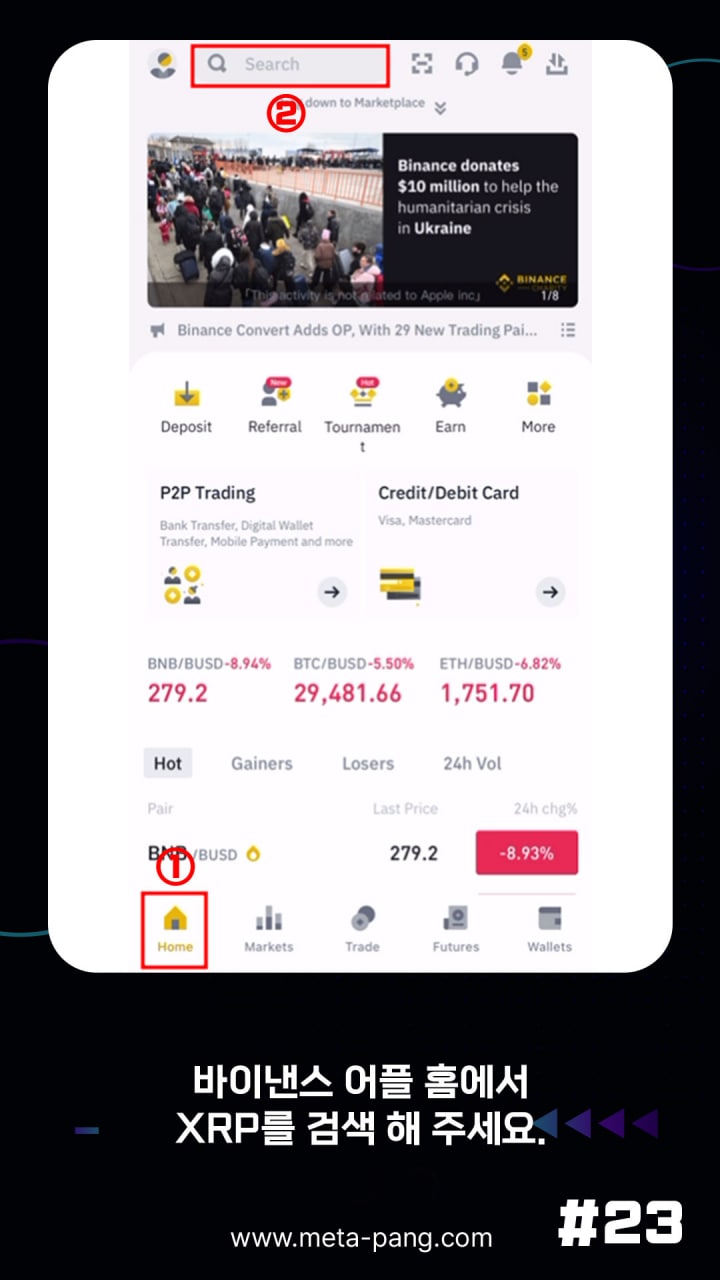 Search
5
②
down to Marketplace
Binance donates
$10 million to help the
humanitarian crisis
in Ukraine
BINANCE
CHARITY
「This activity is not related to Apple inc」
1/8
Binance Convert Adds OP, With 29 New Trading Pai...
New
Hot
Deposit
Referral
Tournamen
t
Earn
More
P2P Trading
Credit/Debit Card
Bank Transfer, Digital Wallet
Transfer, Mobile Payment and more
Visa, Mastercard
BNB/BUSD-8.94%
BTC/BUSD-5.50%
ETH/BUSD-6.82%
279.2
29,481.66
1,751.70
Hot
Gainers
Losers
24h Vol
Pair
Last Price
24h chg%
BNB/BUSD
279.2
-8.93%
①
Home
Markets
Trade
Futures
Wallets
바이낸스 어플 홈에서
XRP를 검색 해 주세요.
#23
www.meta-pang.com